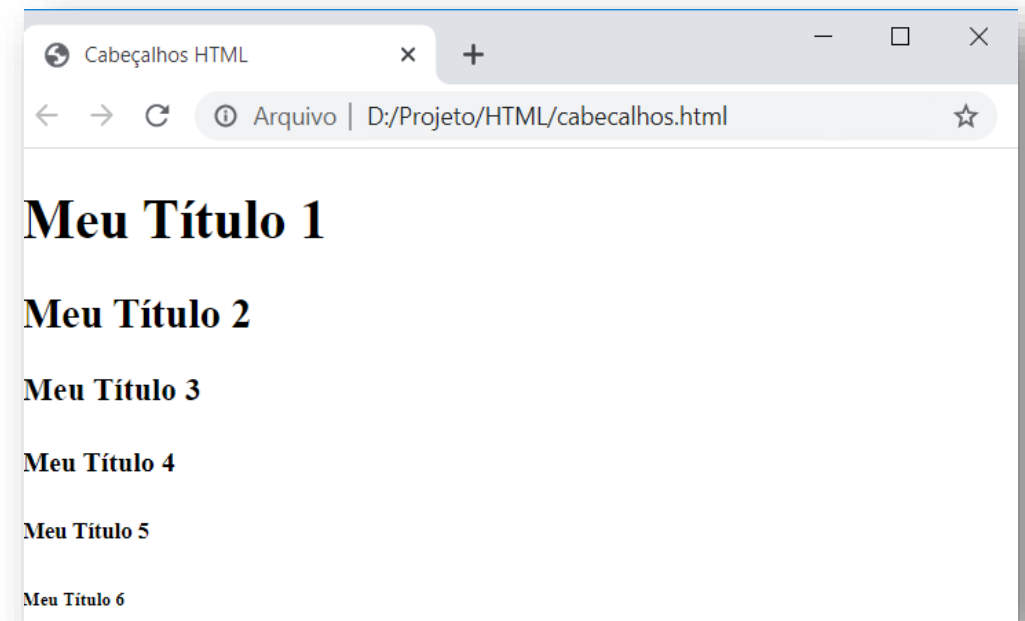 Cabeçalhos HTML
Arquivo | D:/Projeto/HTML/cabecalhos.html
Meu Título 1
Meu Título 2
Meu Título 3
Meu Título 4
Meu Título 5
Meu Título 6